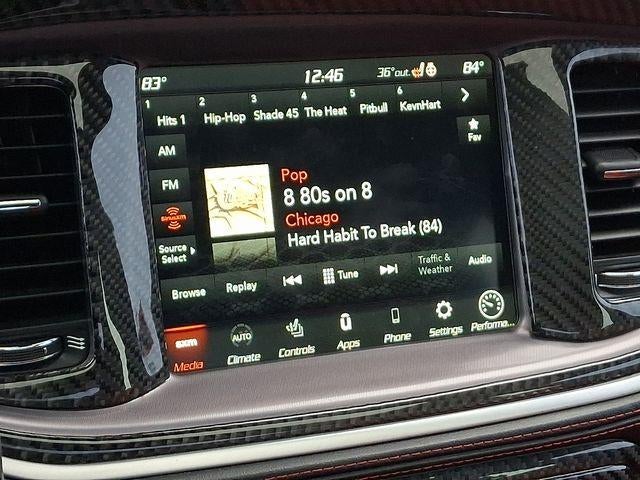 83° 12:46 36° out. 84°
1 2 3 4 5 6
Hits 1 Hip-Hop Shade 45 The Heat Pitbull KevnHart
AM
Fav
FM
Pop
8 80s on 8
siriusxm
Chicago
Hard Habit To Break (84)
Source
Select
Browse Replay Tune Traffic & Audio
Weather
sxm AUTO
Media Climate Controls Apps Phone Settings Performa...